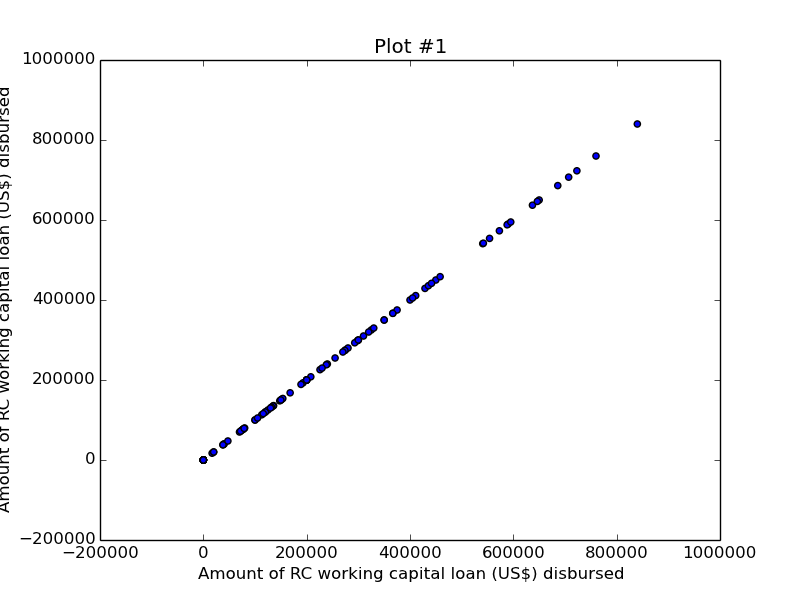 Plot #1
1000000
800000
600000
400000
200000
0
−200000
Amount of RC working capital loan (US$) disbursed
−200000 0 200000 400000 600000 800000 1000000
Amount of RC working capital loan (US$) disbursed